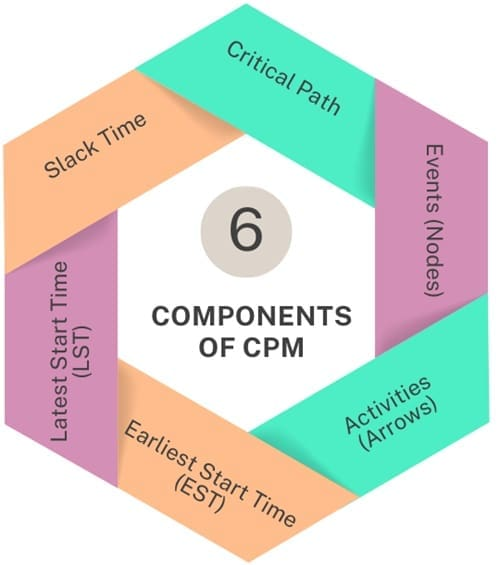 6
COMPONENTS
OF CPM
Critical Path
Events (Nodes)
Activities
(Arrows)
Earliest Start Time
(EST)
Latest Start Time
(LST)
Slack Time